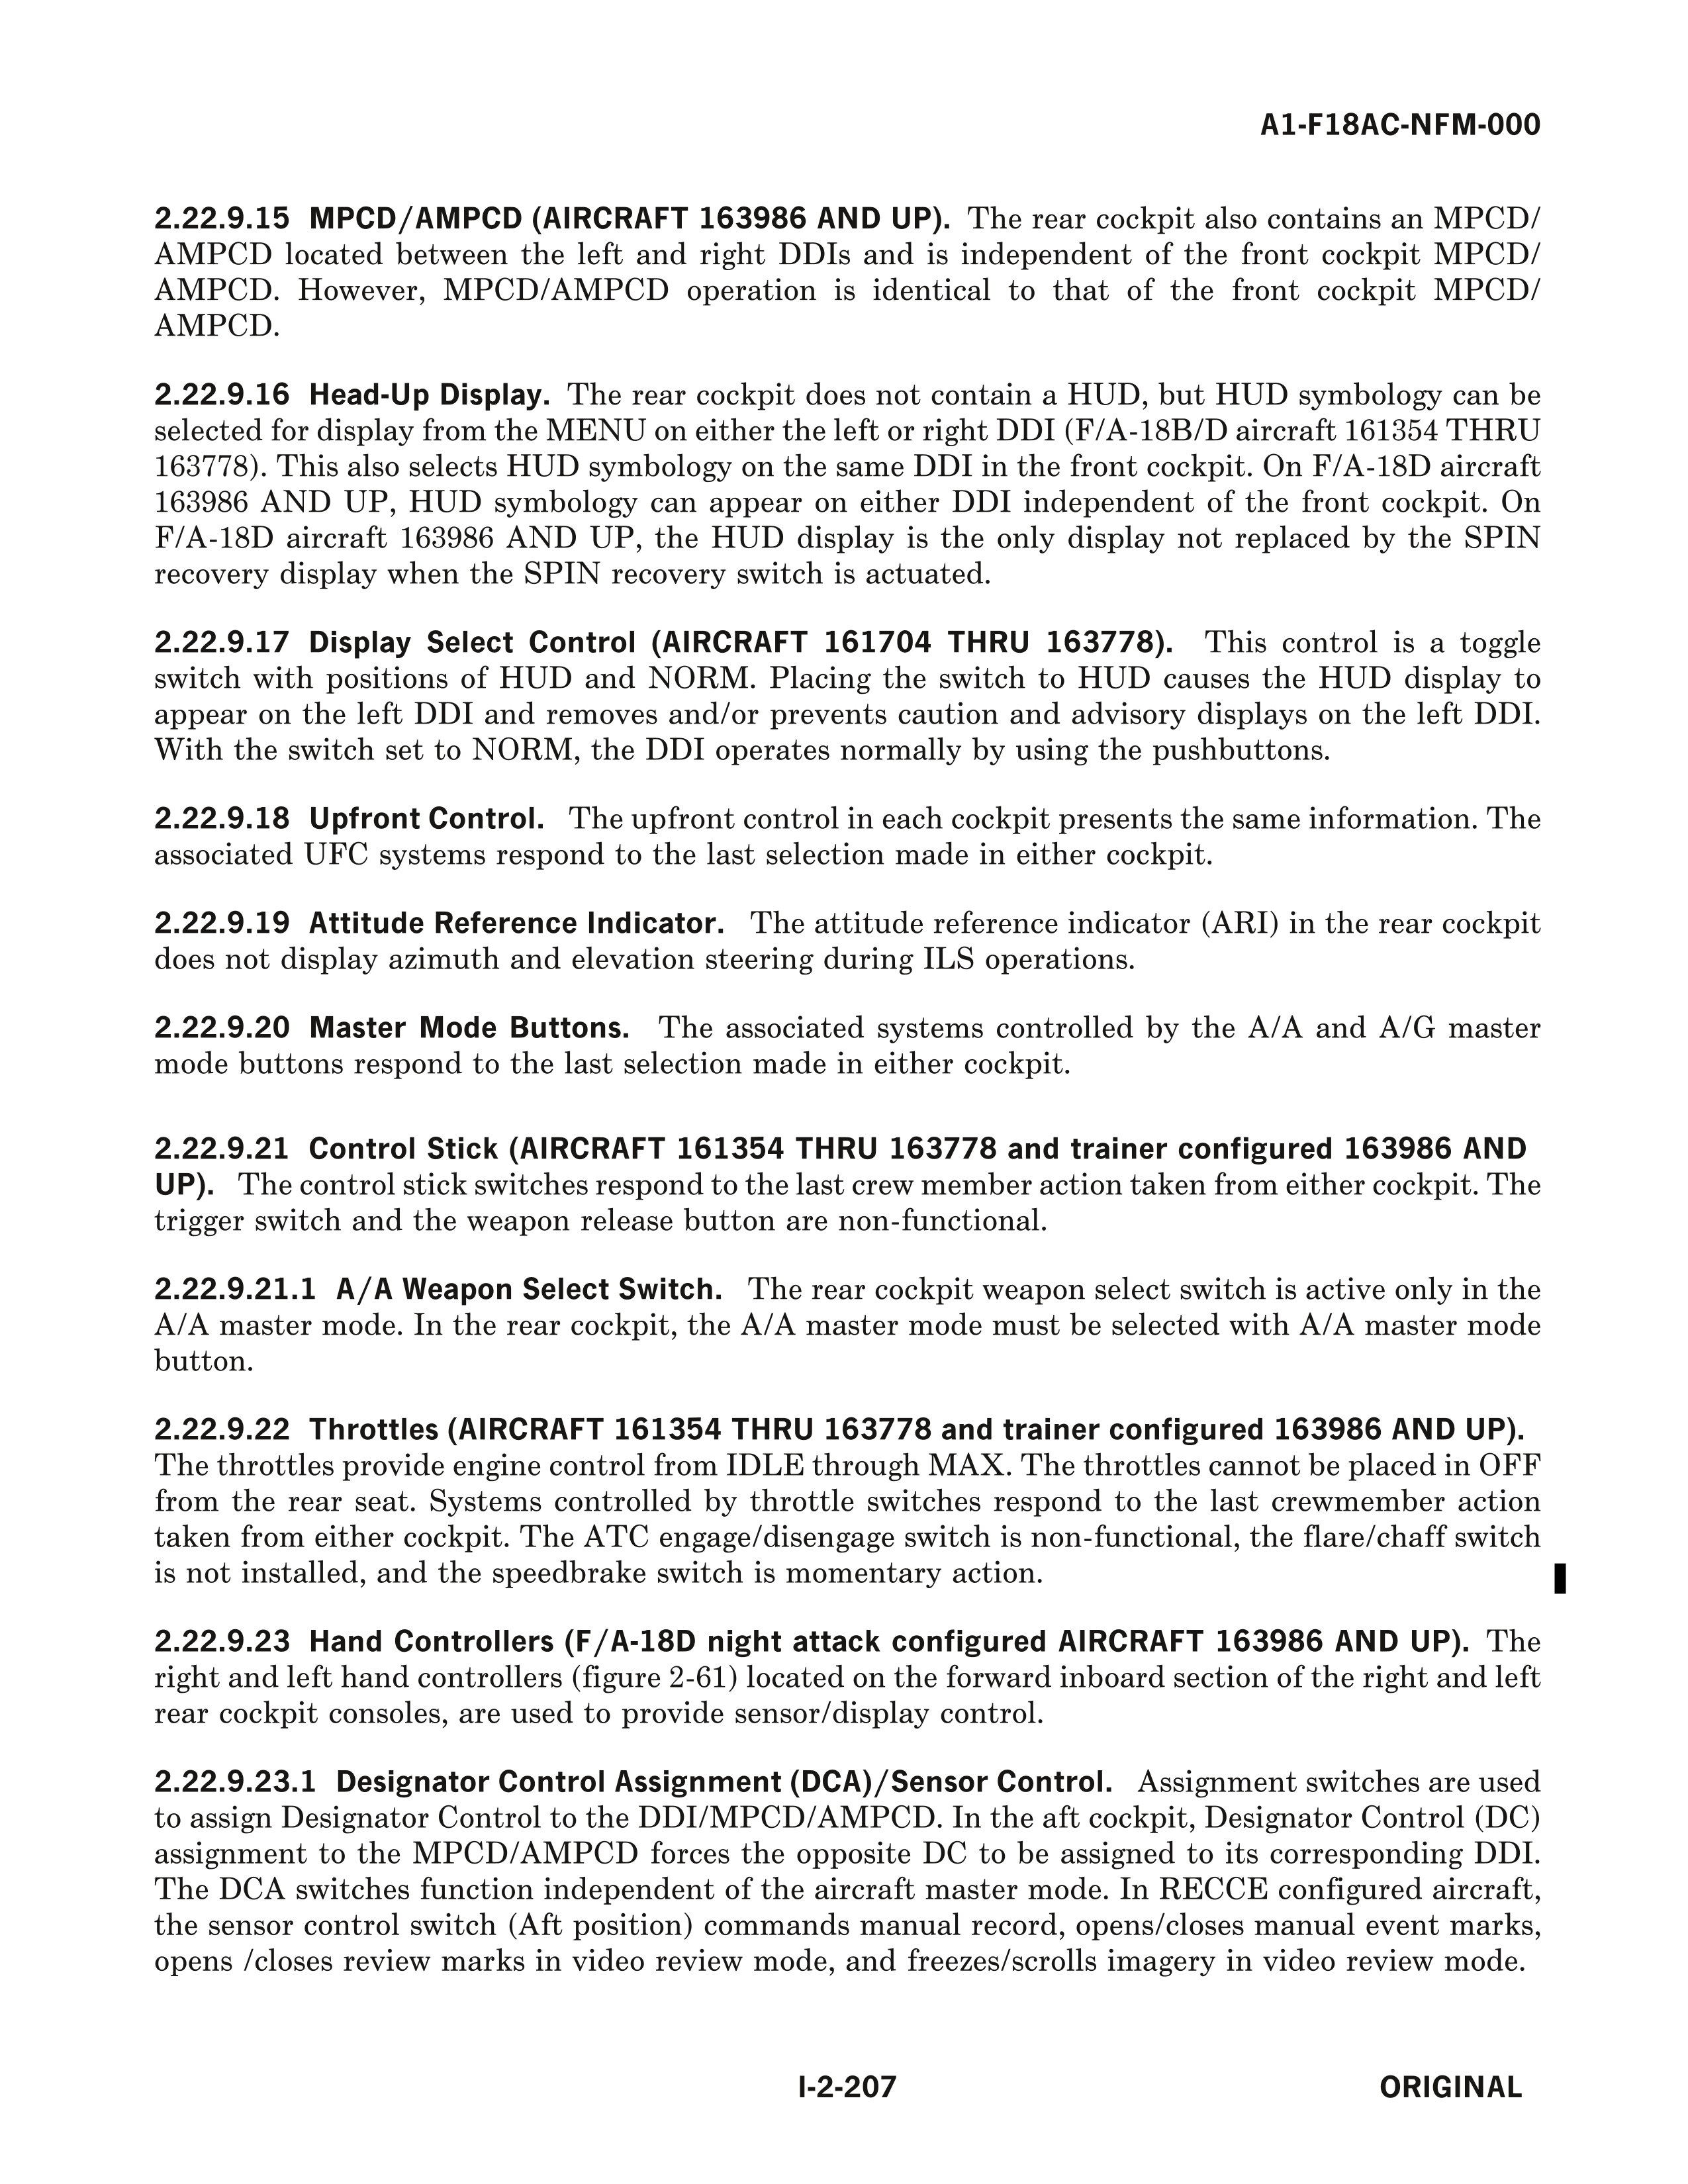 A1-F18AC-NFM-000
2.22.9.15 MPCD/AMPCD (AIRCRAFT 163986 AND UP). The rear cockpit also contains an MPCD/
AMPCD located between the left and right DDIs and is independent of the front cockpit MPCD/
AMPCD. However, MPCD/AMPCD operation is identical to that of the front cockpit MPCD/
AMPCD.
2.22.9.16 Head-Up Display. The rear cockpit does not contain a HUD, but HUD symbology can be
selected for display from the MENU on either the left or right DDI (F/A-18B/D aircraft 161354 THRU
163778). This also selects HUD symbology on the same DDI in the front cockpit. On F/A-18D aircraft
163986 AND UP, HUD symbology can appear on either DDI independent of the front cockpit. On
F/A-18D aircraft 163986 AND UP, the HUD display is the only display not replaced by the SPIN
recovery display when the SPIN recovery switch is actuated.
2.22.9.17 Display Select Control (AIRCRAFT 161704 THRU 163778). This control is a toggle
switch with positions of HUD and NORM. Placing the switch to HUD causes the HUD display to
appear on the left DDI and removes and/or prevents caution and advisory displays on the left DDI.
With the switch set to NORM, the DDI operates normally by using the pushbuttons.
2.22.9.18 Upfront Control. The upfront control in each cockpit presents the same information. The
associated UFC systems respond to the last selection made in either cockpit.
2.22.9.19 Attitude Reference Indicator. The attitude reference indicator (ARI) in the rear cockpit
does not display azimuth and elevation steering during ILS operations.
2.22.9.20 Master Mode Buttons. The associated systems controlled by the A/A and A/G master
mode buttons respond to the last selection made in either cockpit.
2.22.9.21 Control Stick (AIRCRAFT 161354 THRU 163778 and trainer configured 163986 AND
UP). The control stick switches respond to the last crew member action taken from either cockpit. The
trigger switch and the weapon release button are non-functional.
2.22.9.21.1 A/A Weapon Select Switch. The rear cockpit weapon select switch is active only in the
A/A master mode. In the rear cockpit, the A/A master mode must be selected with A/A master mode
button.
2.22.9.22 Throttles (AIRCRAFT 161354 THRU 163778 and trainer configured 163986 AND UP).
The throttles provide engine control from IDLE through MAX. The throttles cannot be placed in OFF
from the rear seat. Systems controlled by throttle switches respond to the last crewmember action
taken from either cockpit. The ATC engage/disengage switch is non-functional, the flare/chaff switch
is not installed, and the speedbrake switch is momentary action.
2.22.9.23 Hand Controllers (F/A-18D night attack configured AIRCRAFT 163986 AND UP). The
right and left hand controllers (figure 2-61) located on the forward inboard section of the right and left
rear cockpit consoles, are used to provide sensor/display control.
2.22.9.23.1 Designator Control Assignment (DCA)/Sensor Control. Assignment switches are used
to assign Designator Control to the DDI/MPCD/AMPCD. In the aft cockpit, Designator Control (DC)
assignment to the MPCD/AMPCD forces the opposite DC to be assigned to its corresponding DDI.
The DCA switches function independent of the aircraft master mode. In RECCE configured aircraft,
the sensor control switch (Aft position) commands manual record, opens/closes manual event marks,
opens /closes review marks in video review mode, and freezes/scrolls imagery in video review mode.
I-2-207
ORIGINAL